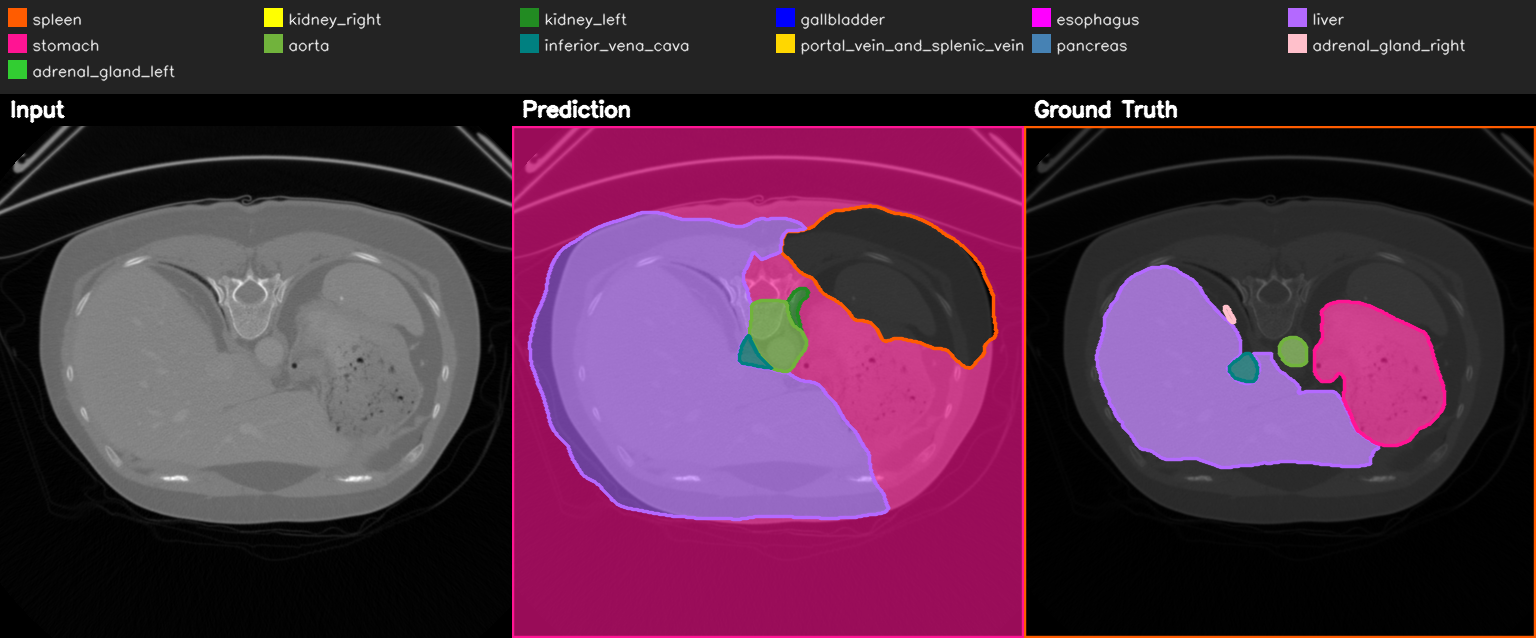 spleen kidney_right kidney_left gallbladder esophagus liver
stomach aorta inferior_vena_cava portal_vein_and_splenic_vein pancreas adrenal_gland_right
adrenal_gland_left
Input Prediction Ground Truth